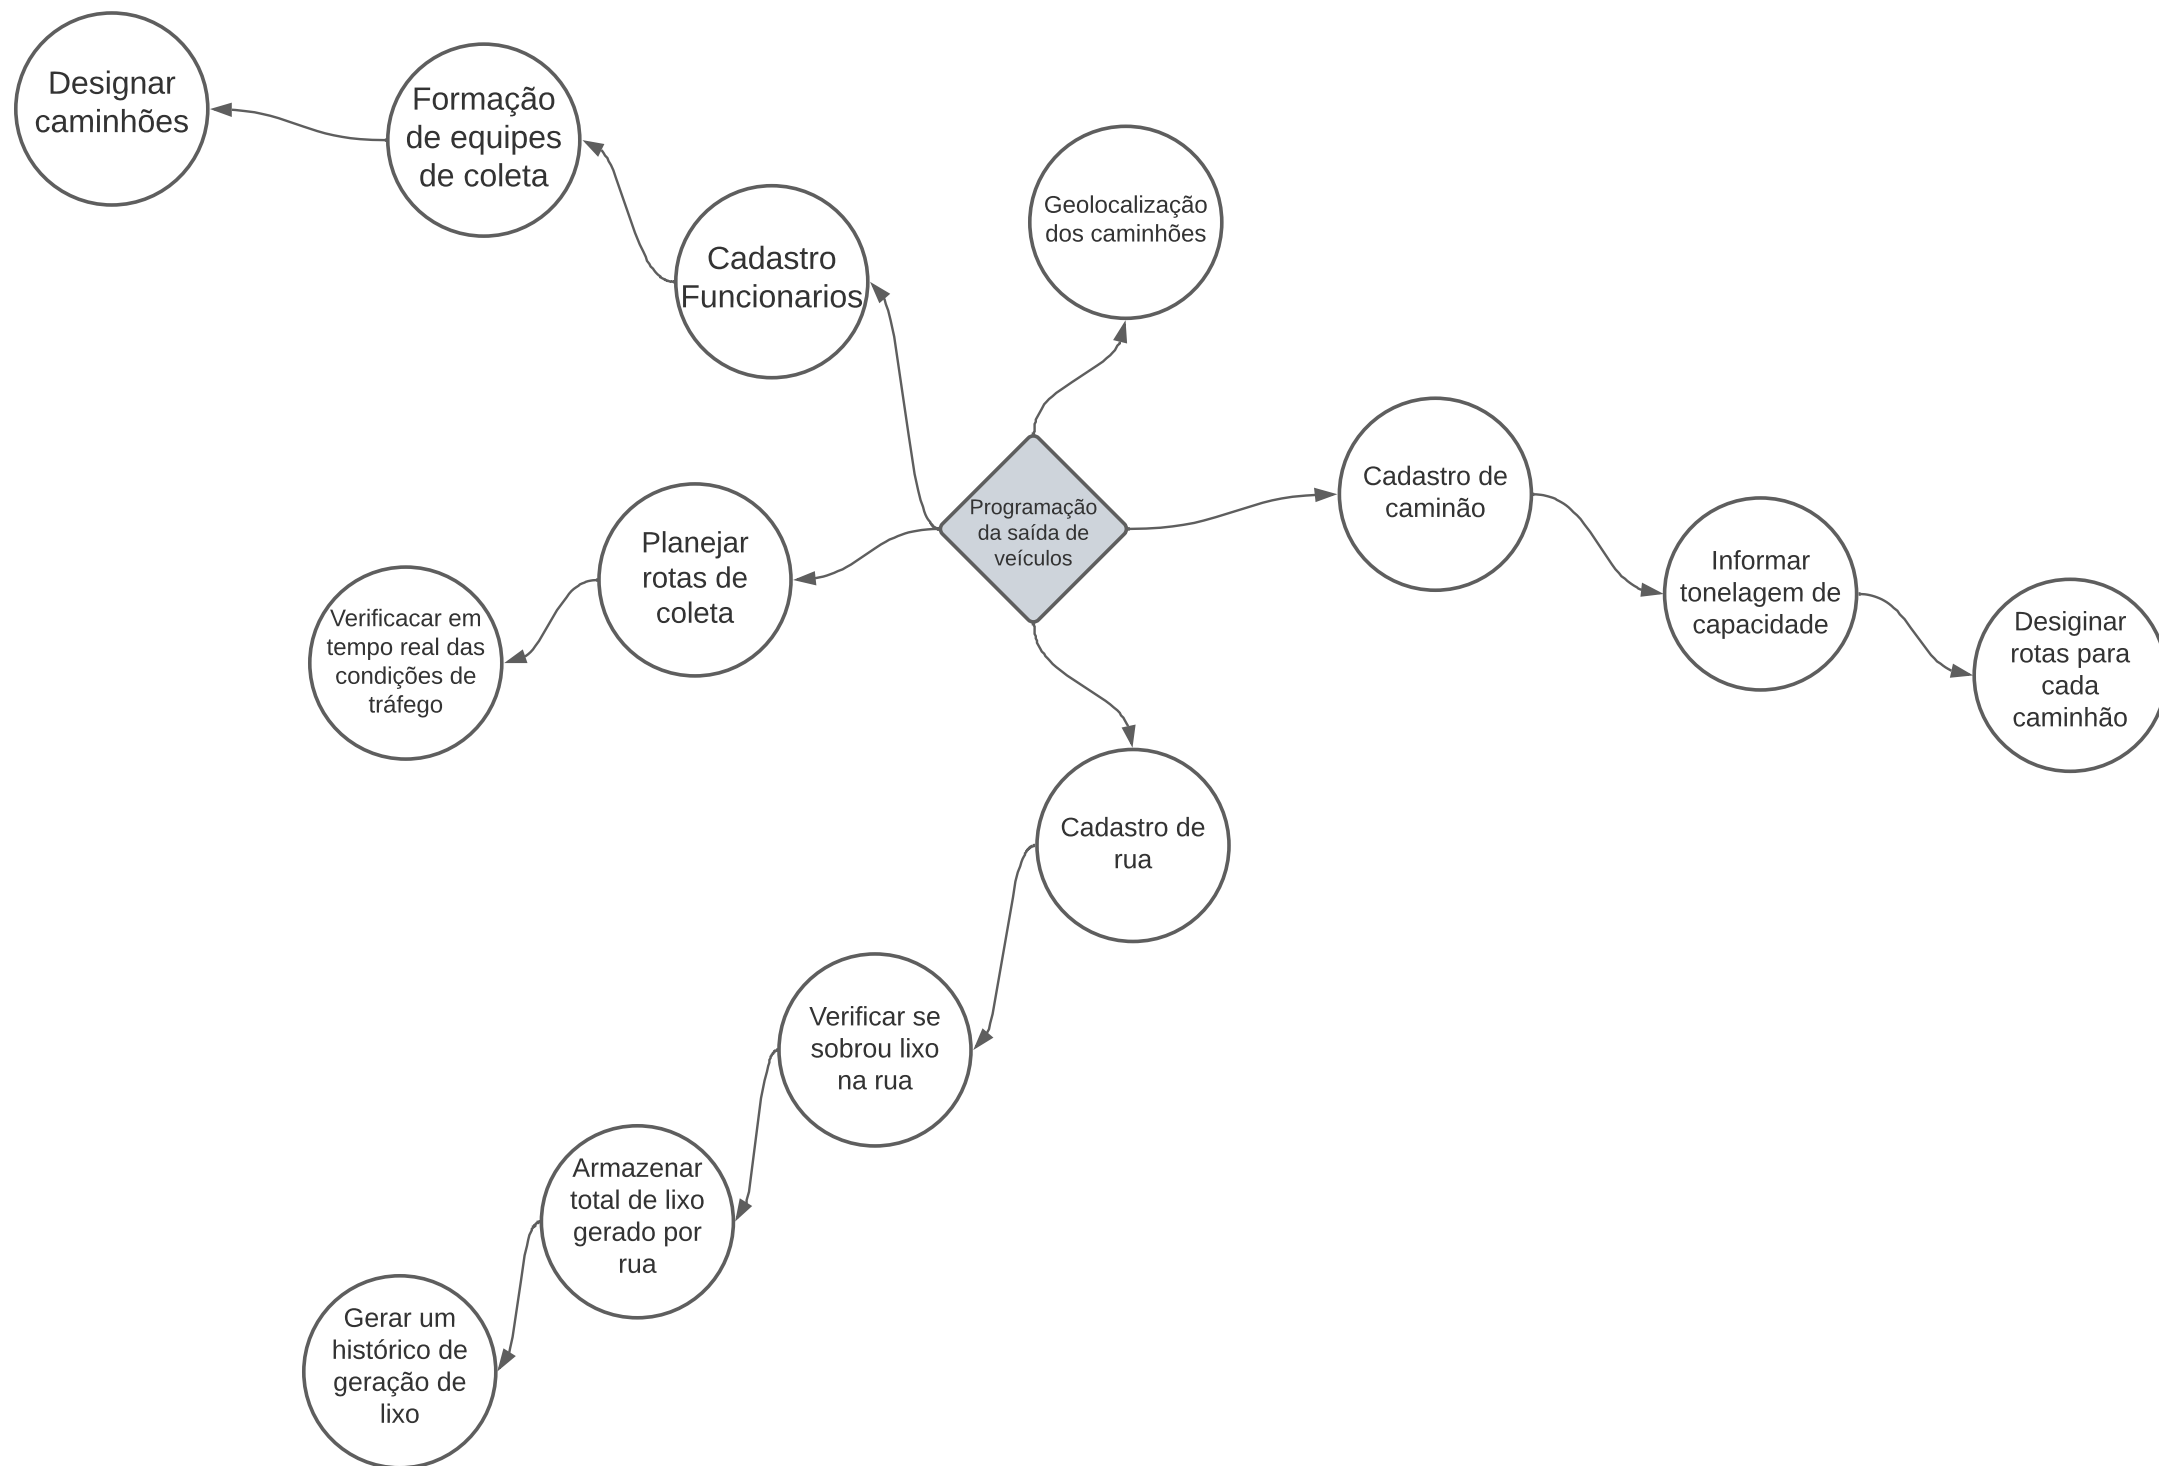 Designar
caminhões
Formação
de equipes
de coleta
Cadastro
Funcionarios
Geolocalização
dos caminhões
Programação
da saída de
veículos
Cadastro de
caminão
Informar
tonelagem de
capacidade
Desiginar
rotas para
cada
caminhão
Planejar
rotas de
coleta
Verificacar em
tempo real das
condições de
tráfego
Cadastro de
rua
Verificar se
sobrou lixo
na rua
Armazenar
total de lixo
gerado por
rua
Gerar um
histórico de
geração de
lixo